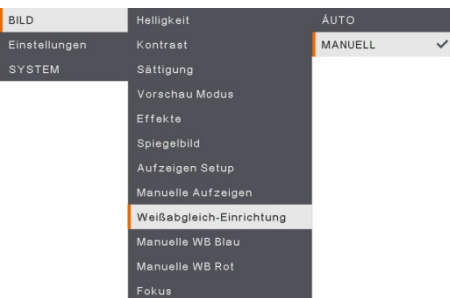 BILD
Einstellungen
SYSTEM
Helligkeit
Kontrast
Sättigung
Vorschau Modus
Effekte
Spiegelbild
Aufzeigen Setup
Manuelle Aufzeigen
Weißabgleich-Einrichtung
Manuelle WB Blau
Manuelle WB Rot
Fokus
ÁUTO
MANUELL